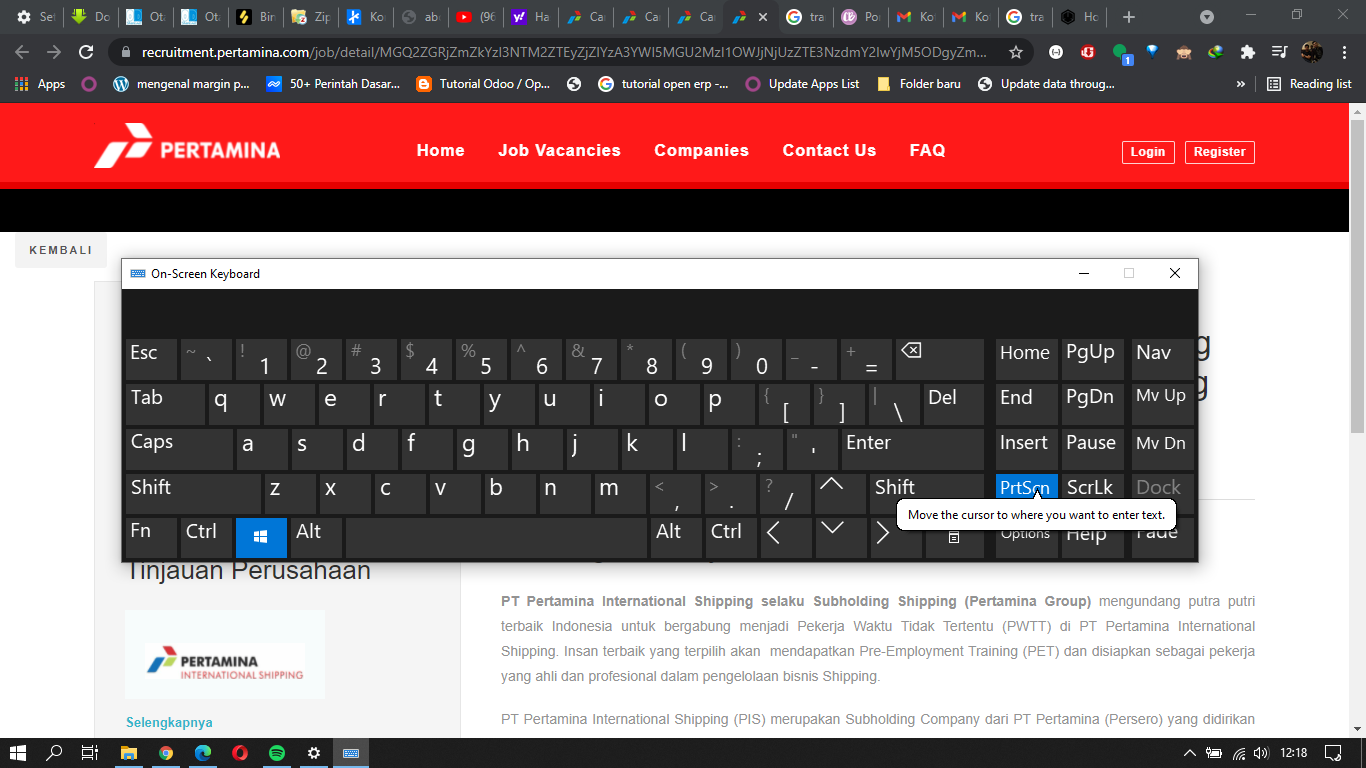 Set
Do
Ota
Ota
Bir
Zip
Ko
abo
(96
Ha
Ca
Ca
Ca
tra
Po
Kot
Kot
tra
Ho
recruitment.pertamina.com/job/detail/
Apps
mengenal margin p...
50+ Perintah Dasar...
Tutorial Odoo / Op...
tutorial open erp -...
Update Apps List
Folder baru
Update data throug...
»
Reading list
PERTAMINA
Home Job Vacancies Companies Contact Us FAQ
Login Register
KEMBALI
On-Screen Keyboard
Esc ~ ` ! 1 @ 2 # 3 $ 4 % 5 ^ 6 & 7 * 8 ( 9 ) 0 _ - + = Home PgUp Nav
Tab q w e r t y u i o p { [ } ] | \ Del End PgDn Mv Up
Caps a s d f g h j k l : ; " ' Enter Insert Pause Mv Dn
Shift z x c v b n m < , > . ? / Shift PrtScn ScrLk Dock
Move the cursor to where you want to enter text.
Fn Ctrl Alt Alt Ctrl Options Help Fade
Tinjauan Perusahaan
PERTAMINA
INTERNATIONAL SHIPPING
Selengkapnya
PT Pertamina International Shipping selaku Subholding Shipping (Pertamina Group) mengundang putra putri
terbaik Indonesia untuk bergabung menjadi Pekerja Waktu Tidak Tertentu (PWTT) di PT Pertamina International
Shipping. Insan terbaik yang terpilih akan mendapatkan Pre-Employment Training (PET) dan disiapkan sebagai pekerja
yang ahli dan profesional dalam pengelolaan bisnis Shipping.
PT Pertamina International Shipping (PIS) merupakan Subholding Company dari PT Pertamina (Persero) yang didirikan
12:18